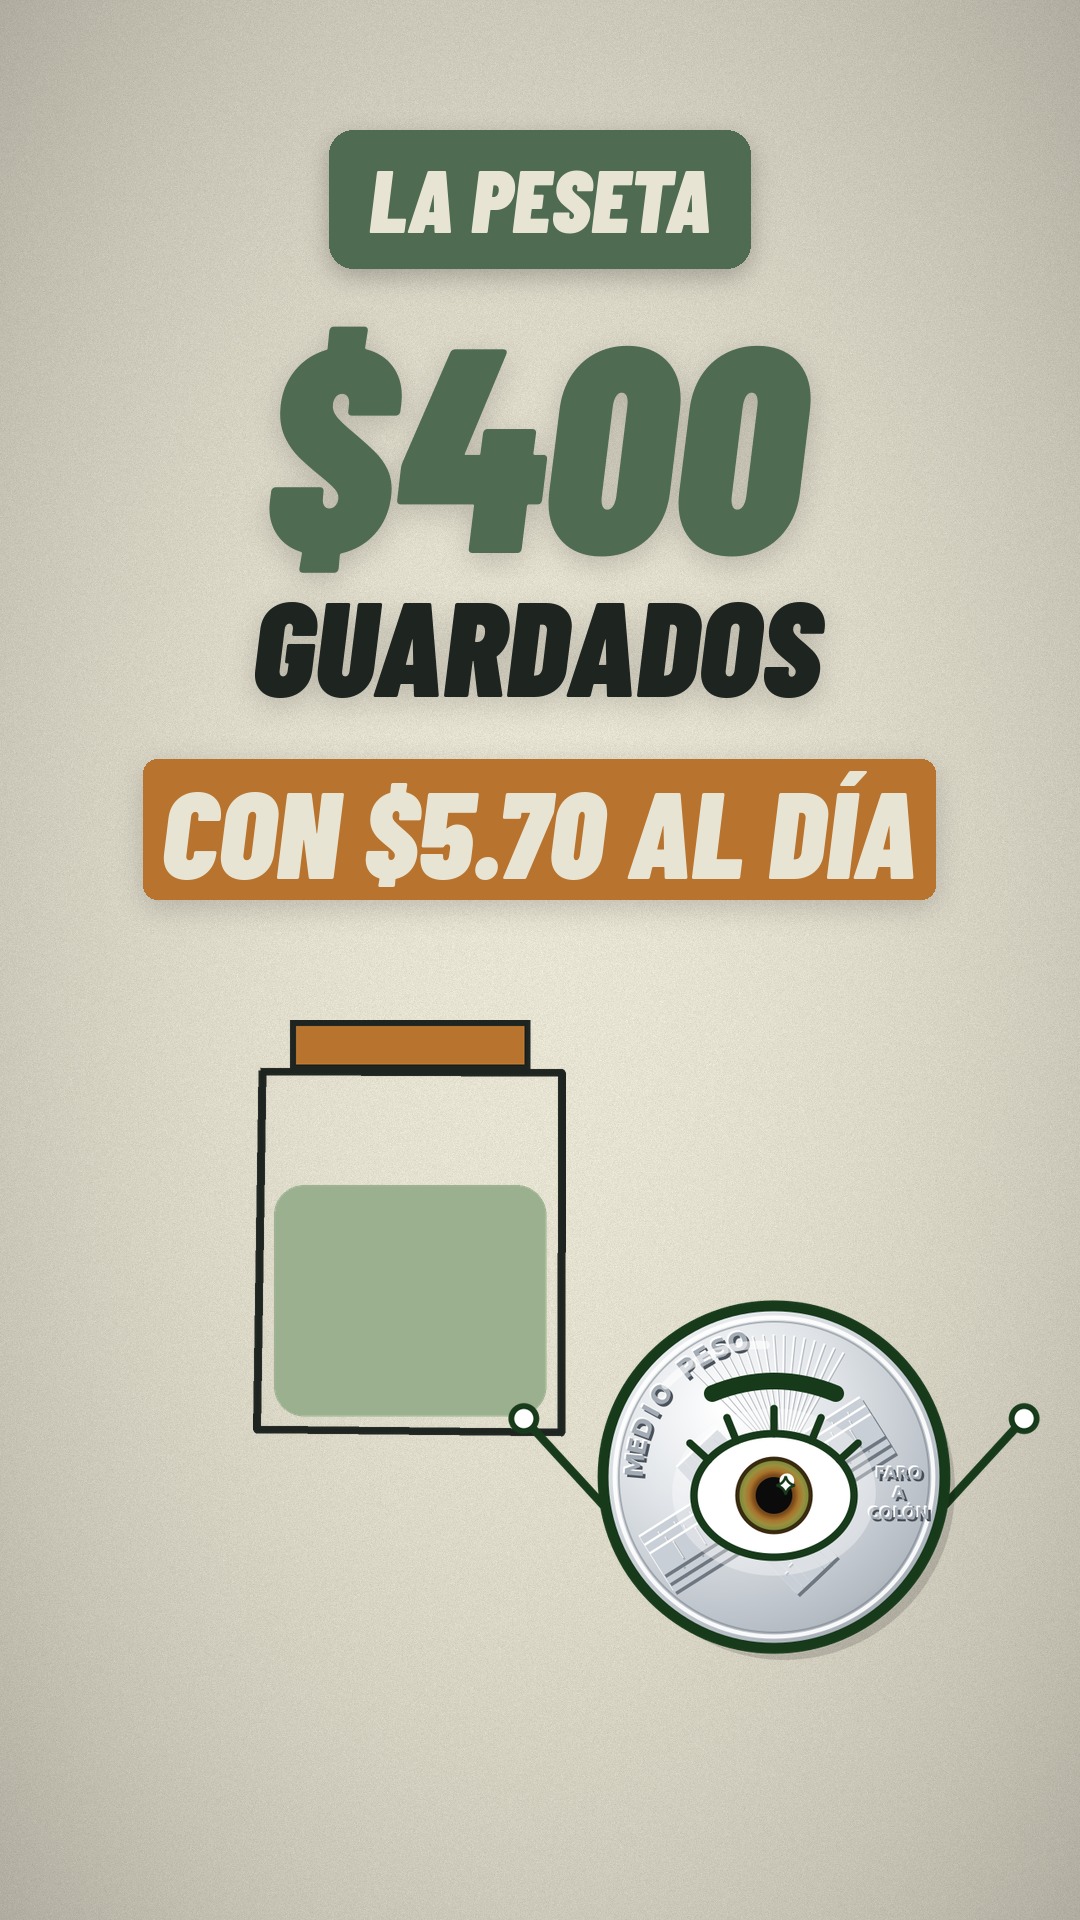 LA PESETA
$400
GUARDADOS
CON $5.70 AL DÍA
MEDIO PESO
FARO
A
COLÓN